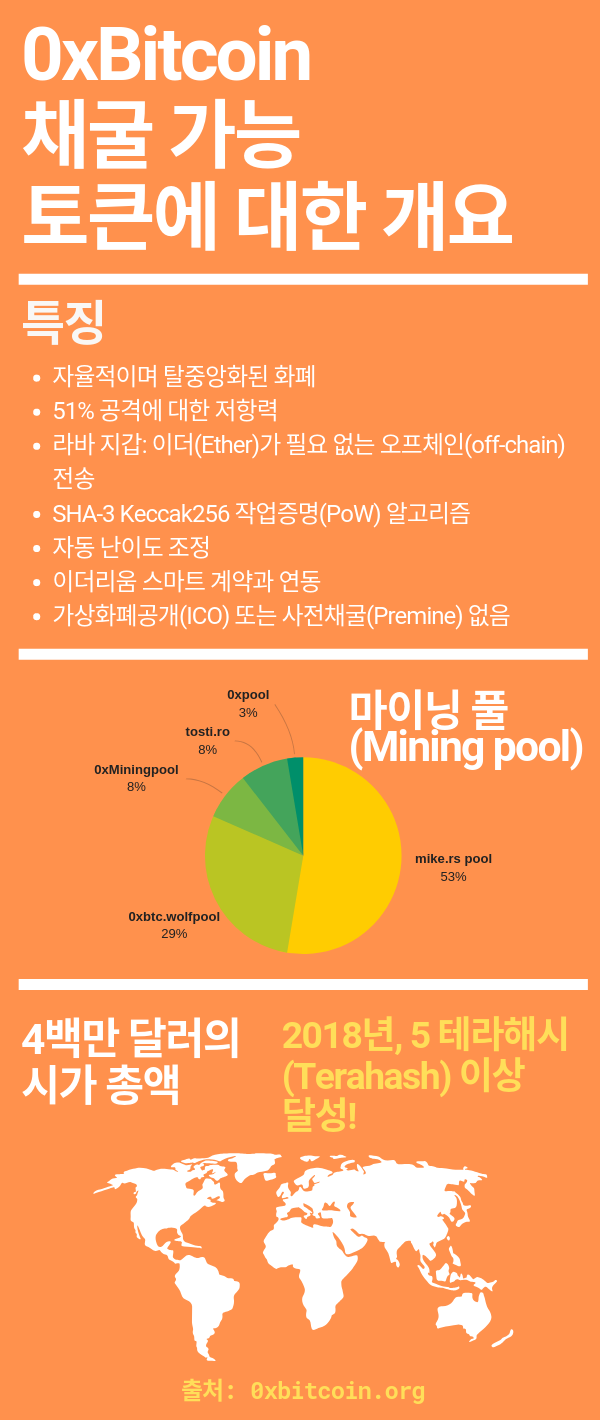 0xBitcoin
채굴 가능
토큰에 대한 개요
특징
자율적이며 탈중앙화된 화폐
51% 공격에 대한 저항력
라바 지갑: 이더(Ether)가 필요 없는 오프체인(off-chain)
전송
SHA-3 Keccak256 작업증명(PoW) 알고리즘
자동 난이도 조정
이더리움 스마트 계약과 연동
가상화폐공개(ICO) 또는 사전채굴(Premine) 없음
마이닝 풀
(Mining pool)
0xpool
3%
tosti.ro
8%
0xMiningpool
8%
mike.rs pool
53%
0xbtc.wolfpool
29%
4백만 달러의
시가 총액
2018년, 5 테라해시
(Terahash) 이상
달성!
출처: 0xbitcoin.org